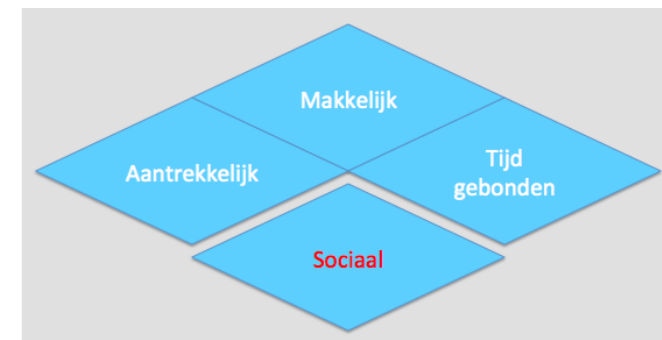 Makkelijk
Aantrekkelijk
Tijd
gebonden
Sociaal